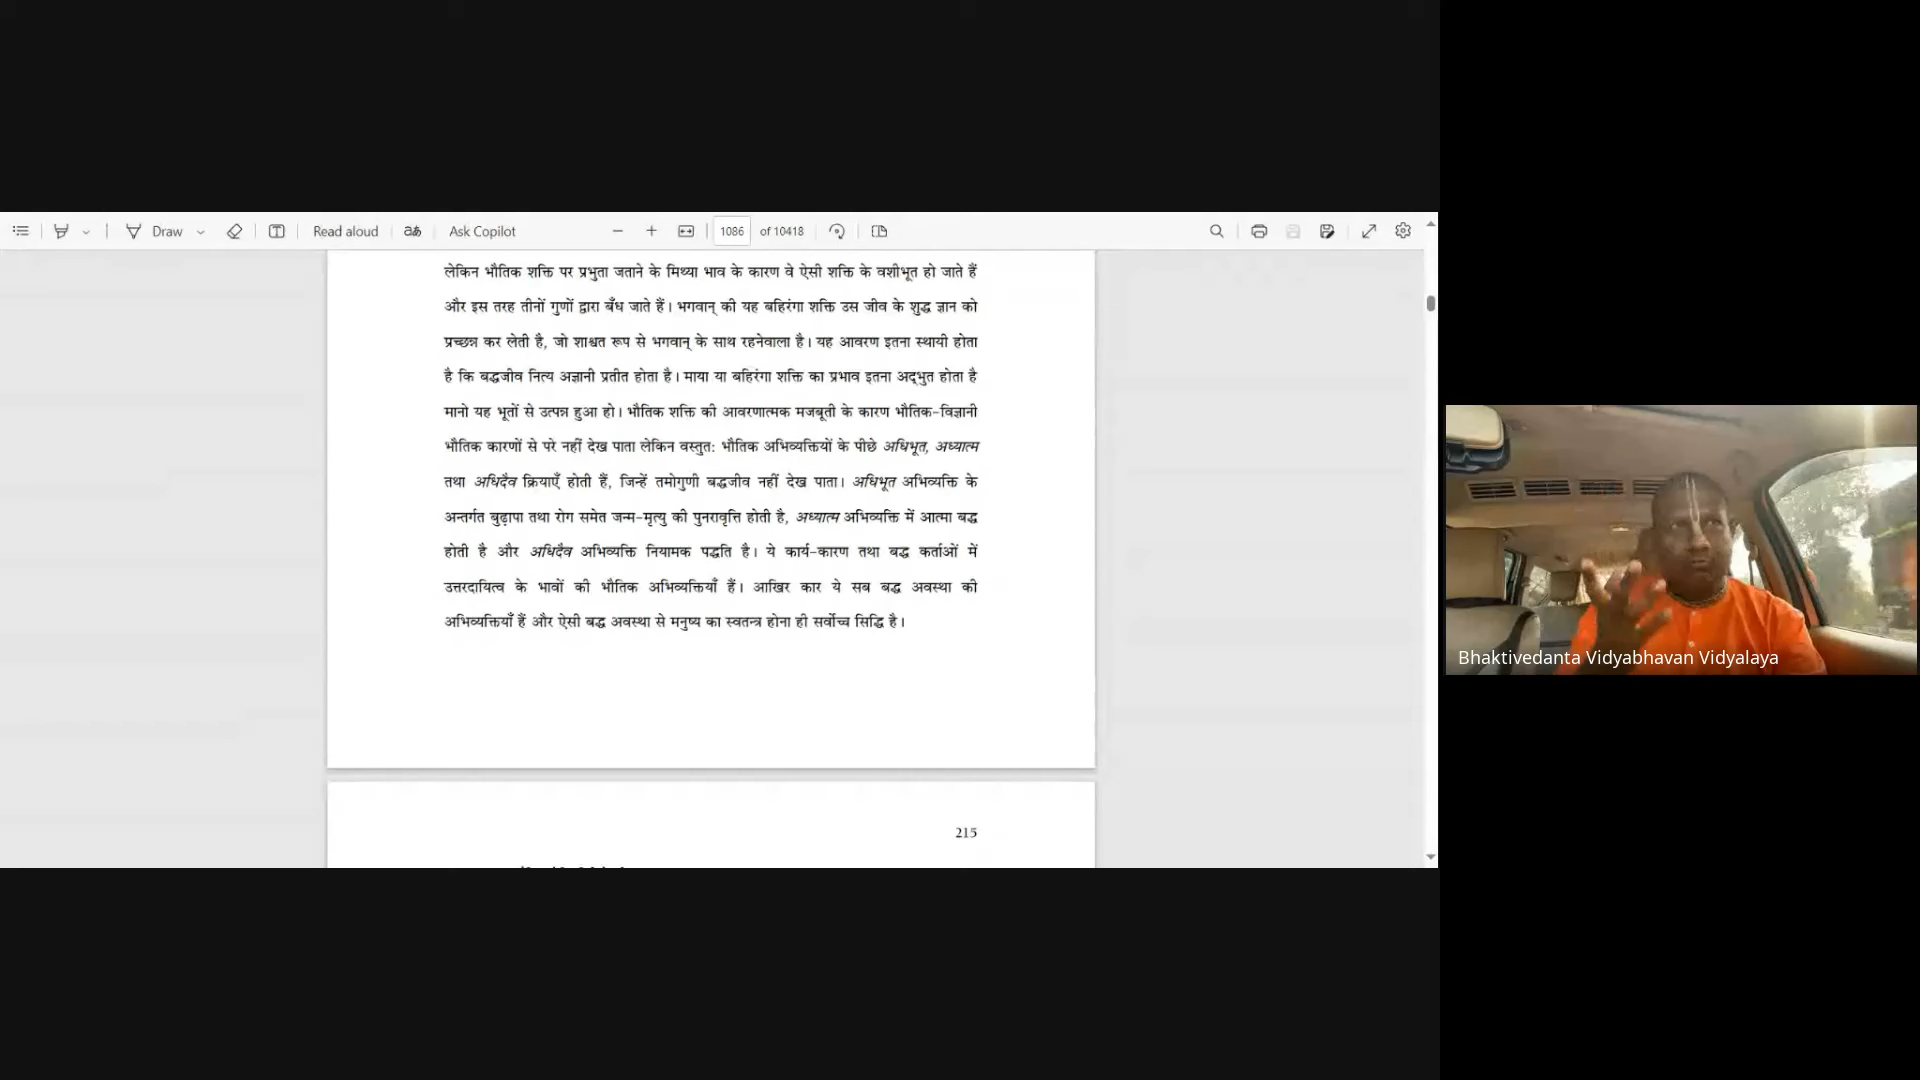 Draw
Read aloud
aあ
Ask Copilot
1086 of 10418
लेकिन भौतिक शक्ति पर प्रभुता जताने के मिथ्या भाव के कारण वे ऐसी शक्ति के वशीभूत हो जाते हैं
और इस तरह तीनों गुणों द्वारा बँध जाते हैं। भगवान् की यह बहिरंगा शक्ति उस जीव के शुद्ध ज्ञान को
प्रच्छन्न कर लेती है, जो शाश्वत रूप से भगवान् के साथ रहनेवाला है। यह आवरण इतना स्थायी होता
है कि बद्धजीव नित्य अज्ञानी प्रतीत होता है। माया या बहिरंगा शक्ति का प्रभाव इतना अद्‌भुत होता है
मानो यह भूतों से उत्पन्न हुआ हो। भौतिक शक्ति की आवरणात्मक मजबूती के कारण भौतिक-विज्ञानी
भौतिक कारणों से परे नहीं देख पाता लेकिन वस्तुत: भौतिक अभिव्यक्तियों के पीछे अधिभूत, अध्यात्म
तथा अधिदैव क्रियाएँ होती हैं, जिन्हें तमोगुणी बद्धजीव नहीं देख पाता। अधिभूत अभिव्यक्ति के
अन्तर्गत बुढ़ापा तथा रोग समेत जन्म-मृत्यु की पुनरावृत्ति होती है, अध्यात्म अभिव्यक्ति में आत्मा बद्ध
होती है और अधिदैव अभिव्यक्ति नियामक पद्धति है। ये कार्य-कारण तथा बद्ध कर्ताओं में
उत्तरदायित्व के भावों की भौतिक अभिव्यक्तियाँ हैं। आखिर कार ये सब बद्ध अवस्था की
अभिव्यक्तियाँ हैं और ऐसी बद्ध अवस्था से मनुष्य का स्वतन्त्र होना ही सर्वोच्च सिद्धि है।
215
Bhaktivedanta Vidyabhavan Vidyalaya